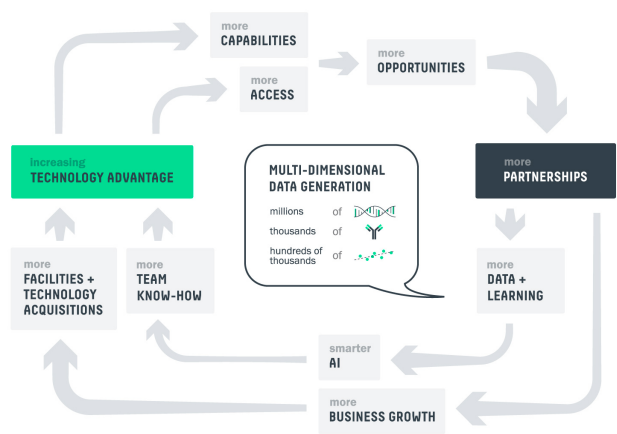 more
CAPABILITIES
more
ACCESS
more
OPPORTUNITIES
increasing
TECHNOLOGY ADVANTAGE
more
PARTNERSHIPS
MULTI-DIMENSIONAL
DATA GENERATION
millions of
thousands of
hundreds of
thousands of
more
FACILITIES +
TECHNOLOGY
ACQUISITIONS
more
TEAM
KNOW-HOW
more
DATA +
LEARNING
smarter
AI
more
BUSINESS GROWTH